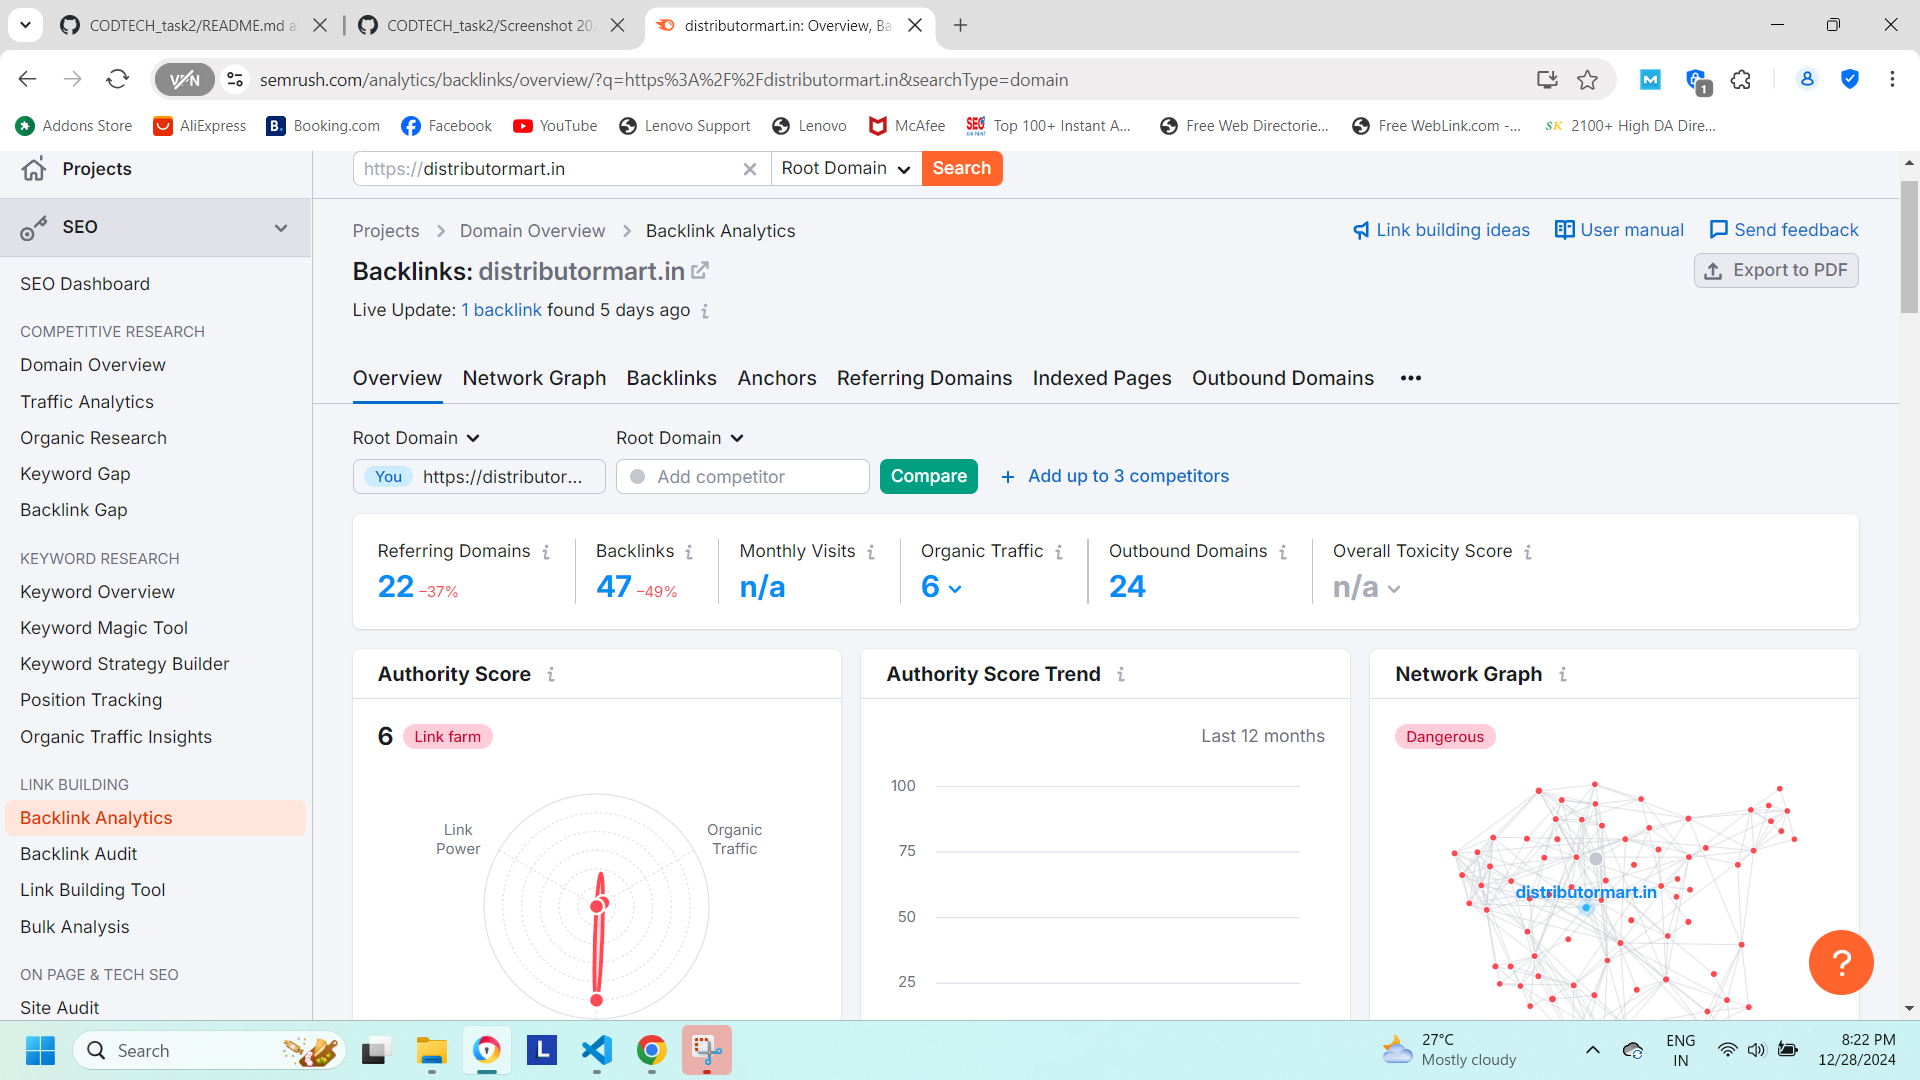 CODTECH_task2/README.md a
CODTECH_task2/Screenshot 202
distributormart.in: Overview, Ba
VPN
semrush.com/analytics/backlinks/overview/?q=https%3A%2F%2Fdistributormart.in&searchType=domain
1
Addons Store
AliExpress
Booking.com
Facebook
YouTube
Lenovo Support
Lenovo
McAfee
Top 100+ Instant A...
Free Web Directorie...
Free WebLink.com -...
2100+ High DA Dire...
Projects
https://distributormart.in
Root Domain
Search
SEO
Projects > Domain Overview > Backlink Analytics
Link building ideas
User manual
Send feedback
Backlinks: distributormart.in
Export to PDF
Live Update: 1 backlink found 5 days ago
SEO Dashboard
COMPETITIVE RESEARCH
Domain Overview
Traffic Analytics
Organic Research
Keyword Gap
Backlink Gap
KEYWORD RESEARCH
Keyword Overview
Keyword Magic Tool
Keyword Strategy Builder
Position Tracking
Organic Traffic Insights
LINK BUILDING
Backlink Analytics
Backlink Audit
Link Building Tool
Bulk Analysis
ON PAGE & TECH SEO
Site Audit
Overview
Network Graph
Backlinks
Anchors
Referring Domains
Indexed Pages
Outbound Domains
Root Domain
Root Domain
You https://distributor...
Add competitor
Compare
+ Add up to 3 competitors
Referring Domains
22 −37%
Backlinks
47 −49%
Monthly Visits
n/a
Organic Traffic
6
Outbound Domains
24
Overall Toxicity Score
n/a
Authority Score
6 Link farm
Link Power
Organic Traffic
Authority Score Trend
Last 12 months
100
75
50
25
Network Graph
Dangerous
distributormart.in
?
Search
L
27°C
Mostly cloudy
ENG
IN
8:22 PM
12/28/2024